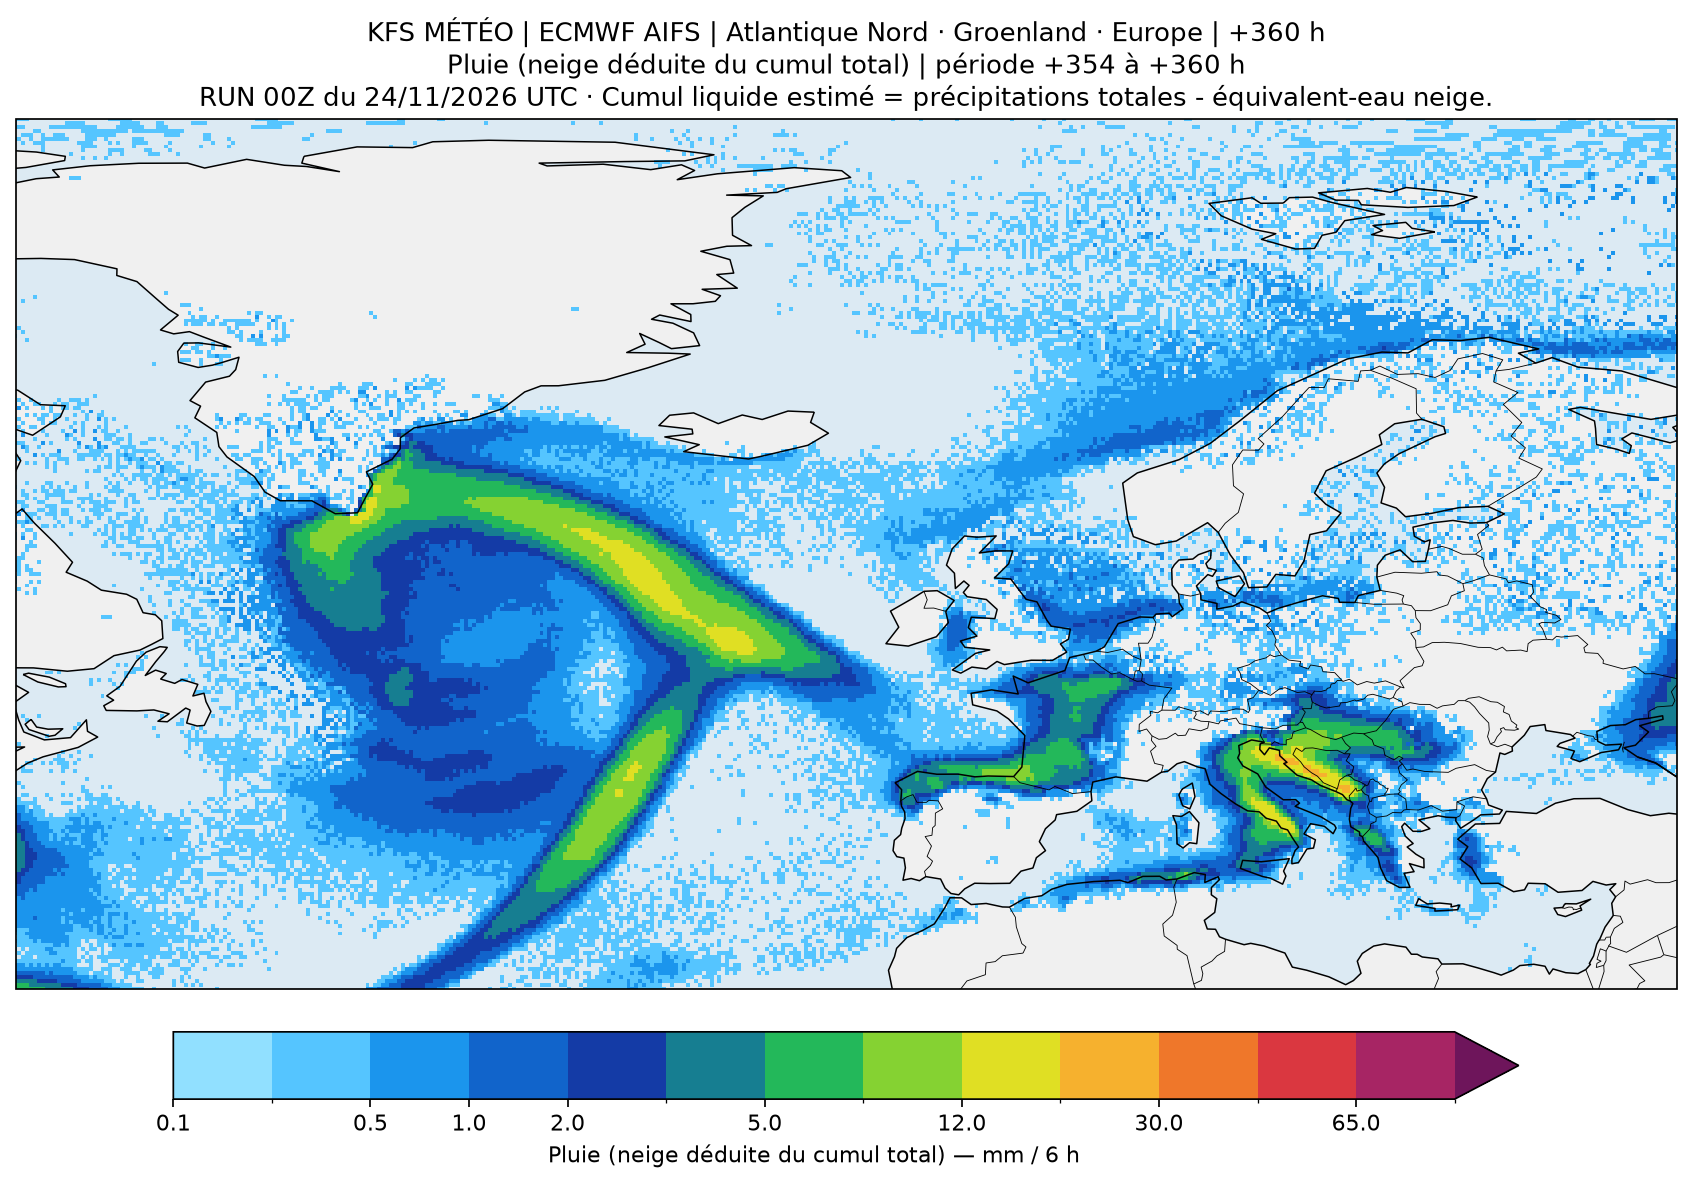 KFS MÉTÉO | ECMWF AIFS | Atlantique Nord · Groenland · Europe | +360 h
Pluie (neige déduite du cumul total) | période +354 à +360 h
RUN 00Z du 24/11/2026 UTC · Cumul liquide estimé = précipitations totales - équivalent-eau neige.
0.1 0.5 1.0 2.0 5.0 12.0 30.0 65.0
Pluie (neige déduite du cumul total) — mm / 6 h